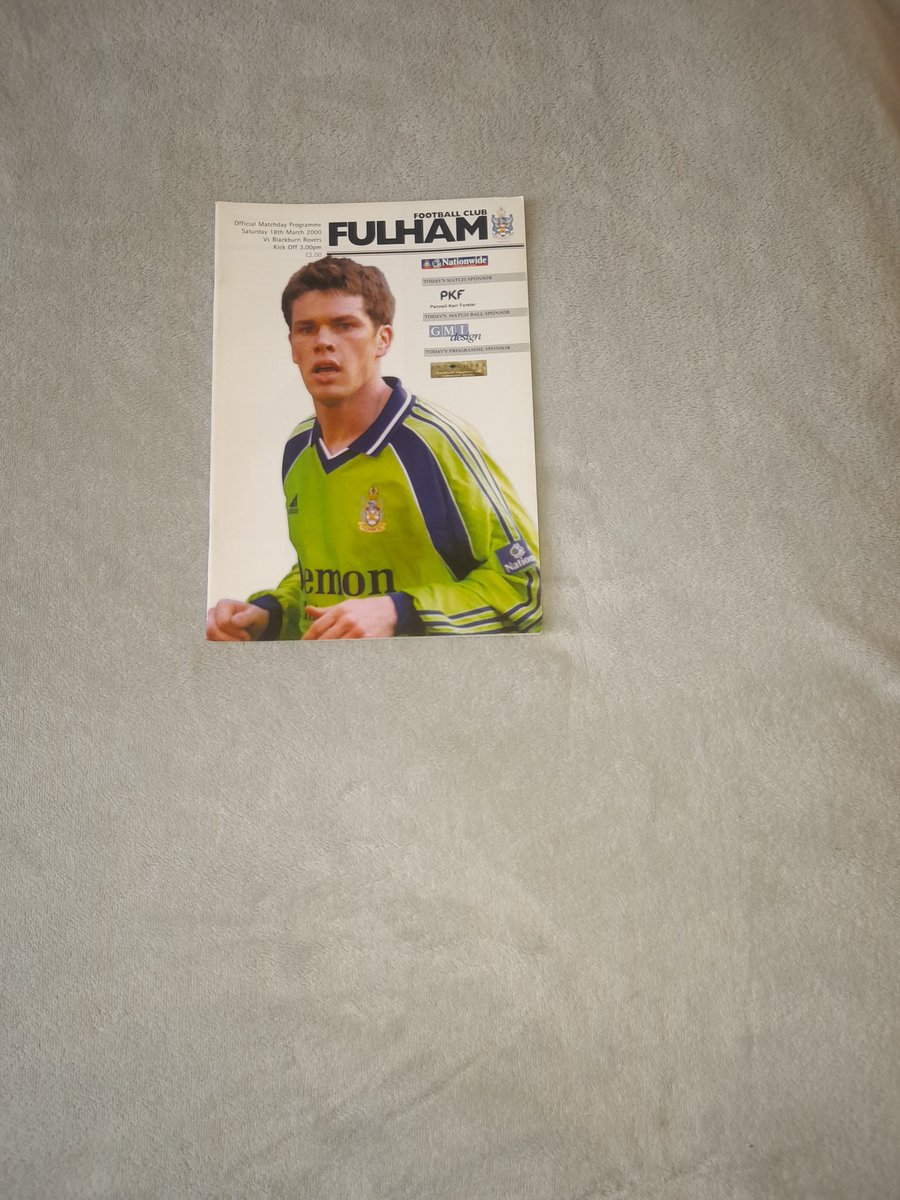 Official Matchday Programme
Saturday 18th March 2000
Vs Blackburn Rovers
Kick Off 3.00pm
£2.00
FOOTBALL CLUB
FULHAM
Nationwide
TODAY'S MATCH SPONSOR
PKF
Pannell Kerr Forster
TODAY'S MATCH BALL SPONSOR
GMI
design
TODAY'S PROGRAMME SPONSOR
emon
Nation